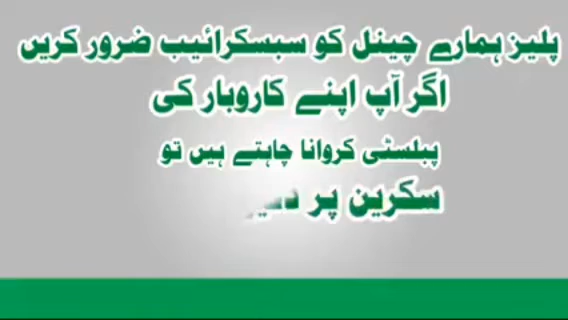 پلیز ہمارے چینل کو سبسکرائیب ضرور کریں
اگر آپ اپنے کاروبار کی
پبلسٹی کروانا چاہتے ہیں تو
سکرین پر